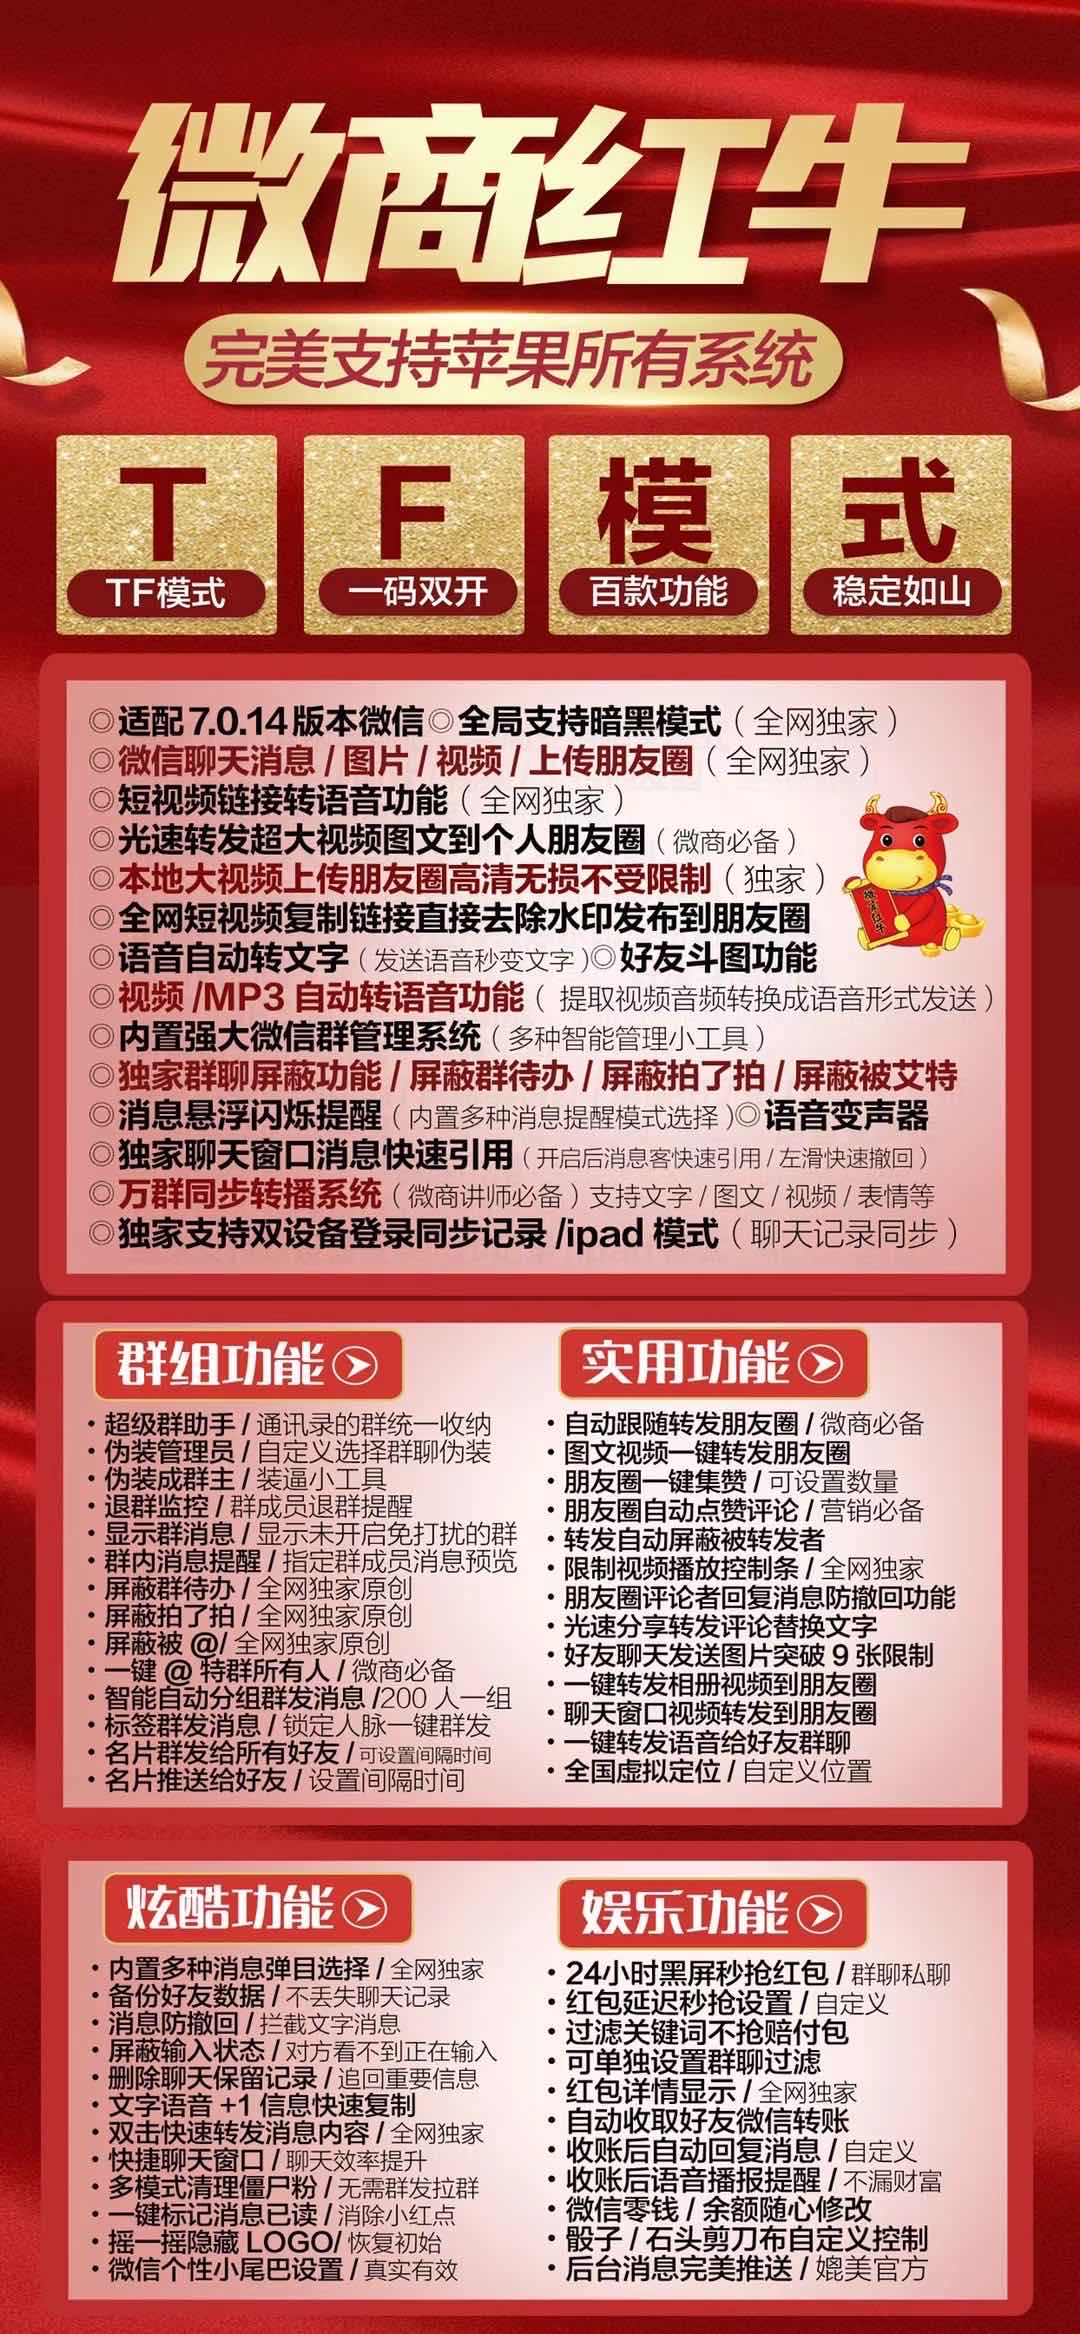 微商红牛
完美支持苹果所有系统
T F 模 式
TF模式 一码双开 百款功能 稳定如山
◎适配7.0.14版本微信◎全局支持暗黑模式（全网独家）
◎微信聊天消息/图片/视频/上传朋友圈（全网独家）
◎短视频链接转语音功能（全网独家）
◎光速转发超大视频图文到个人朋友圈（微商必备）
◎本地大视频上传朋友圈高清无损不受限制（独家）
◎全网短视频复制链接直接去除水印发布到朋友圈
◎语音自动转文字（发送语音秒变文字）◎好友斗图功能
◎视频/MP3自动转语音功能（提取视频音频转换成语音形式发送）
◎内置强大微信群管理系统（多种智能管理小工具）
◎独家群聊屏蔽功能/屏蔽群待办/屏蔽拍了拍/屏蔽被艾特
◎消息悬浮闪烁提醒（内置多种消息提醒模式选择）◎语音变声器
◎独家聊天窗口消息快速引用（开启后消息客快速引用/左滑快速撤回）
◎万群同步转播系统（微商讲师必备）支持文字/图文/视频/表情等
◎独家支持双设备登录同步记录/ipad模式（聊天记录同步）
微商红牛
群组功能
·超级群助手/通讯录的群统一收纳
·伪装管理员/自定义选择群聊伪装
·伪装成群主/装逼小工具
·退群监控/群成员退群提醒
·显示群消息/显示未开启免打扰的群
·群内消息提醒/指定群成员消息预览
·屏蔽群待办/全网独家原创
·屏蔽拍了拍/全网独家原创
·屏蔽被@/全网独家原创
·一键@特群所有人/微商必备
·智能自动分组群发消息/200人一组
·标签群发消息/锁定人脉一键群发
·名片群发给所有好友/可设置间隔时间
·名片推送给好友/设置间隔时间
实用功能
·自动跟随转发朋友圈/微商必备
·图文视频一键转发朋友圈
·朋友圈一键集赞/可设置数量
·朋友圈自动点赞评论/营销必备
·转发自动屏蔽被转发者
·限制视频播放控制条/全网独家
·朋友圈评论者回复消息防撤回功能
·光速分享转发评论替换文字
·好友聊天发送图片突破9张限制
·一键转发相册视频到朋友圈
·聊天窗口视频转发到朋友圈
·一键转发语音给好友群聊
·全国虚拟定位/自定义位置
炫酷功能
·内置多种消息弹目选择/全网独家
·备份好友数据/不丢失聊天记录
·消息防撤回/拦截文字消息
·屏蔽输入状态/对方看不到正在输入
·删除聊天保留记录/追回重要信息
·文字语音+1信息快速复制
·双击快速转发消息内容/全网独家
·快捷聊天窗口/聊天效率提升
·多模式清理僵尸粉/无需群发拉群
·一键标记消息已读/消除小红点
·摇一摇隐藏LOGO/恢复初始
·微信个性小尾巴设置/真实有效
娱乐功能
·24小时黑屏秒抢红包/群聊私聊
·红包延迟秒抢设置/自定义
·过滤关键词不抢赔付包
·可单独设置群聊过滤
·红包详情显示/全网独家
·自动收取好友微信转账
·收账后自动回复消息/自定义
·收账后语音播报提醒/不漏财富
·微信零钱/余额随心修改
·骰子/石头剪刀布自定义控制
·后台消息完美推送/媲美官方